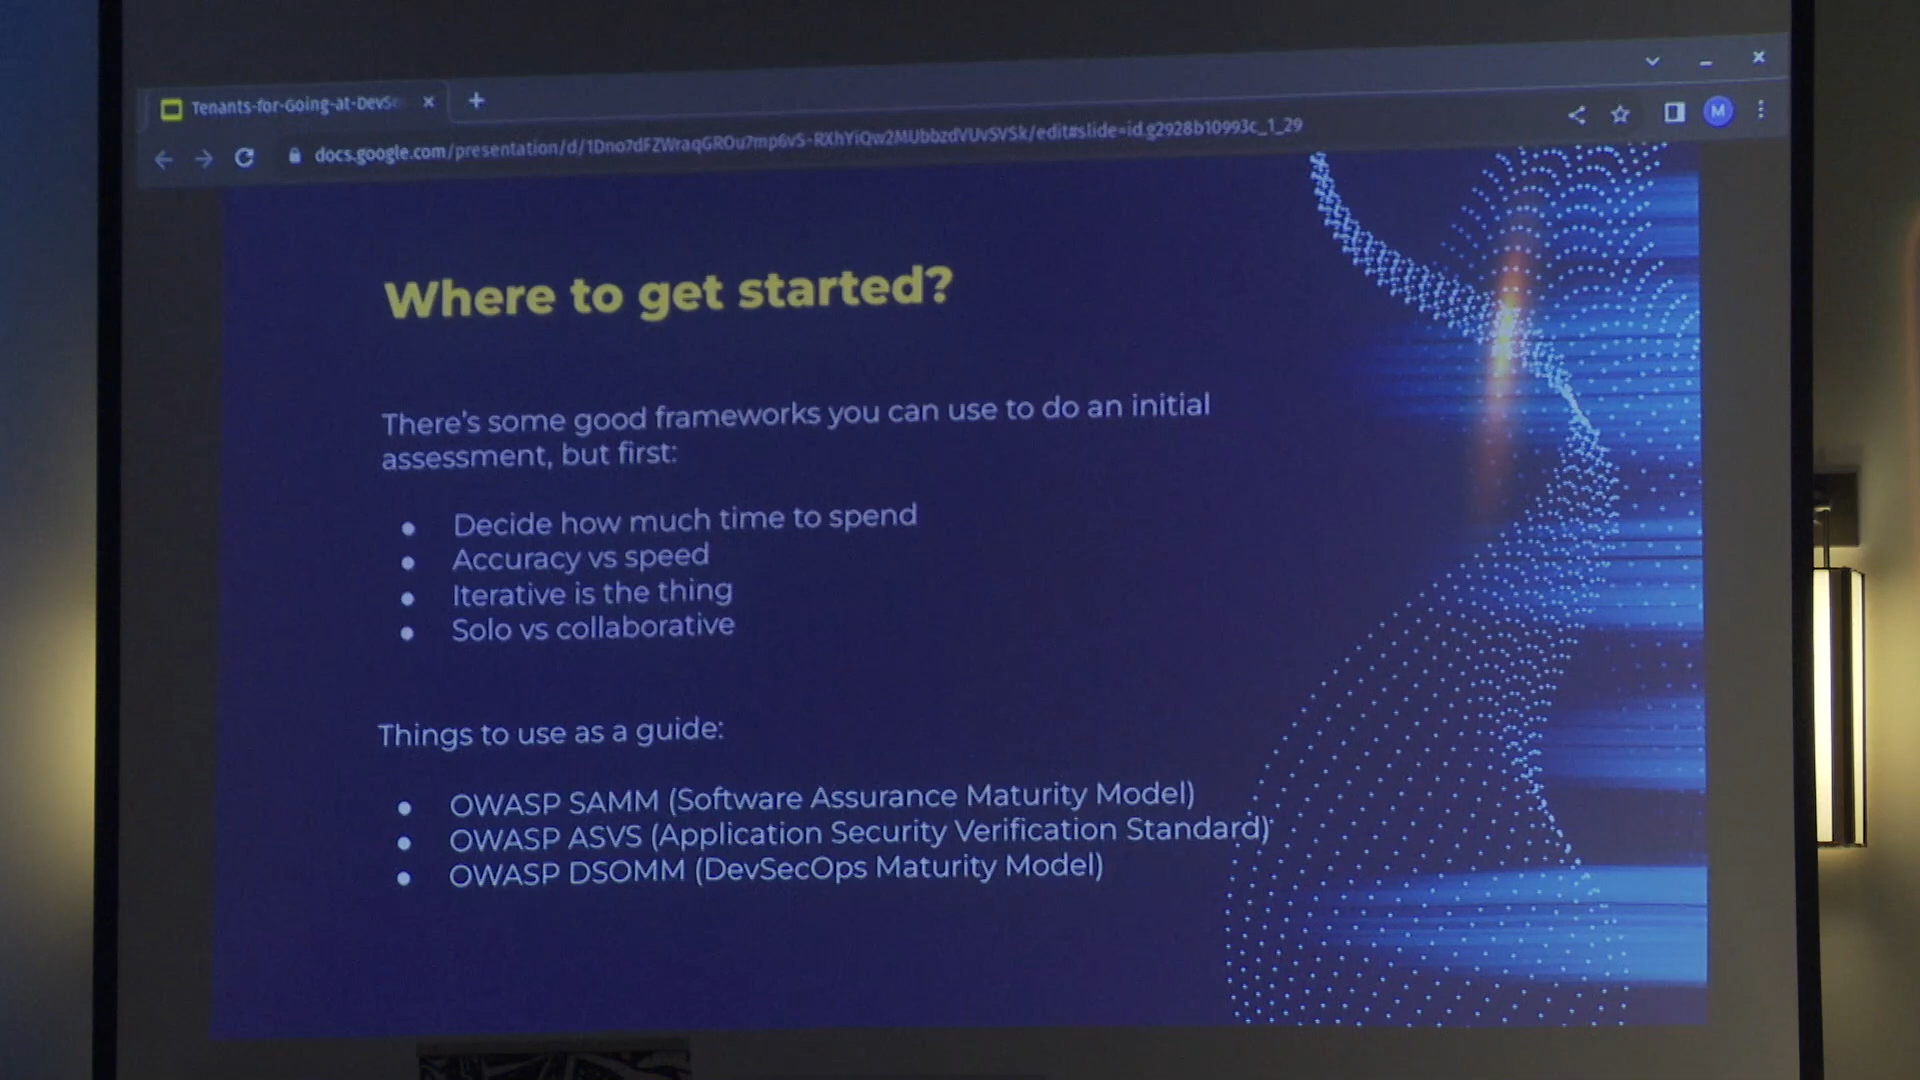 Tenants-for-Going-at-DevSe
docs.google.com/presentation/d/1Dno7dFZWraqGROu7mp6vS-RXhYiQw2MUbbzdVUvSVSk/edit#slide=id.g2928b10993c_1_29
M
Where to get started?
There's some good frameworks you can use to do an initial
assessment, but first:
● Decide how much time to spend
● Accuracy vs speed
● Iterative is the thing
● Solo vs collaborative
Things to use as a guide:
● OWASP SAMM (Software Assurance Maturity Model)
● OWASP ASVS (Application Security Verification Standard)
● OWASP DSOMM (DevSecOps Maturity Model)